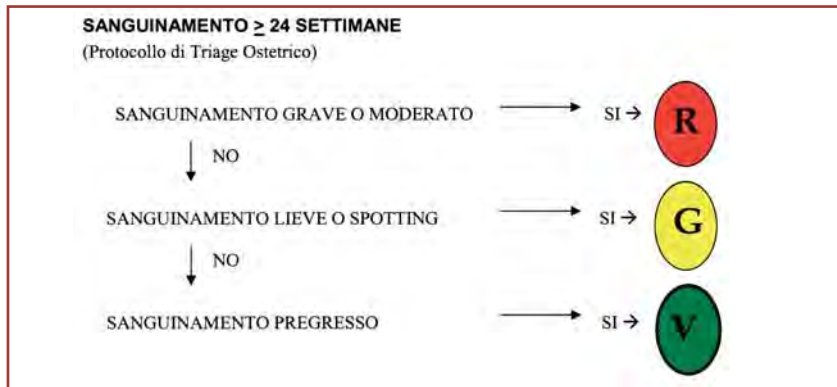 SANGUINAMENTO ≥ 24 SETTIMANE
(Protocollo di Triage Ostetrico)
SANGUINAMENTO GRAVE O MODERATO SI → R
NO
SANGUINAMENTO LIEVE O SPOTTING SI → G
NO
SANGUINAMENTO PREGRESSO SI → V